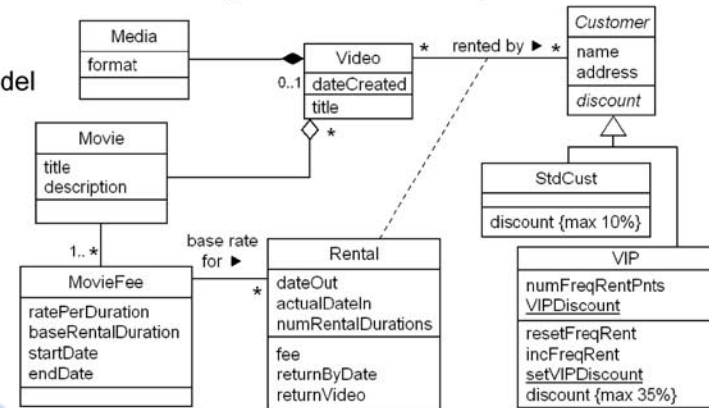 del
Media
format
Video
dateCreated
title
0..1
*
*
rented by ▶
*
Customer
name
address
discount
Movie
title
description
1.. *
MovieFee
ratePerDuration
baseRentalDuration
startDate
endDate
base rate
for ▶
*
Rental
dateOut
actualDateIn
numRentalDurations
fee
returnByDate
returnVideo
StdCust
discount {max 10%}
VIP
numFreqRentPnts
VIPDiscount
resetFreqRent
incFreqRent
setVIPDiscount
discount {max 35%}